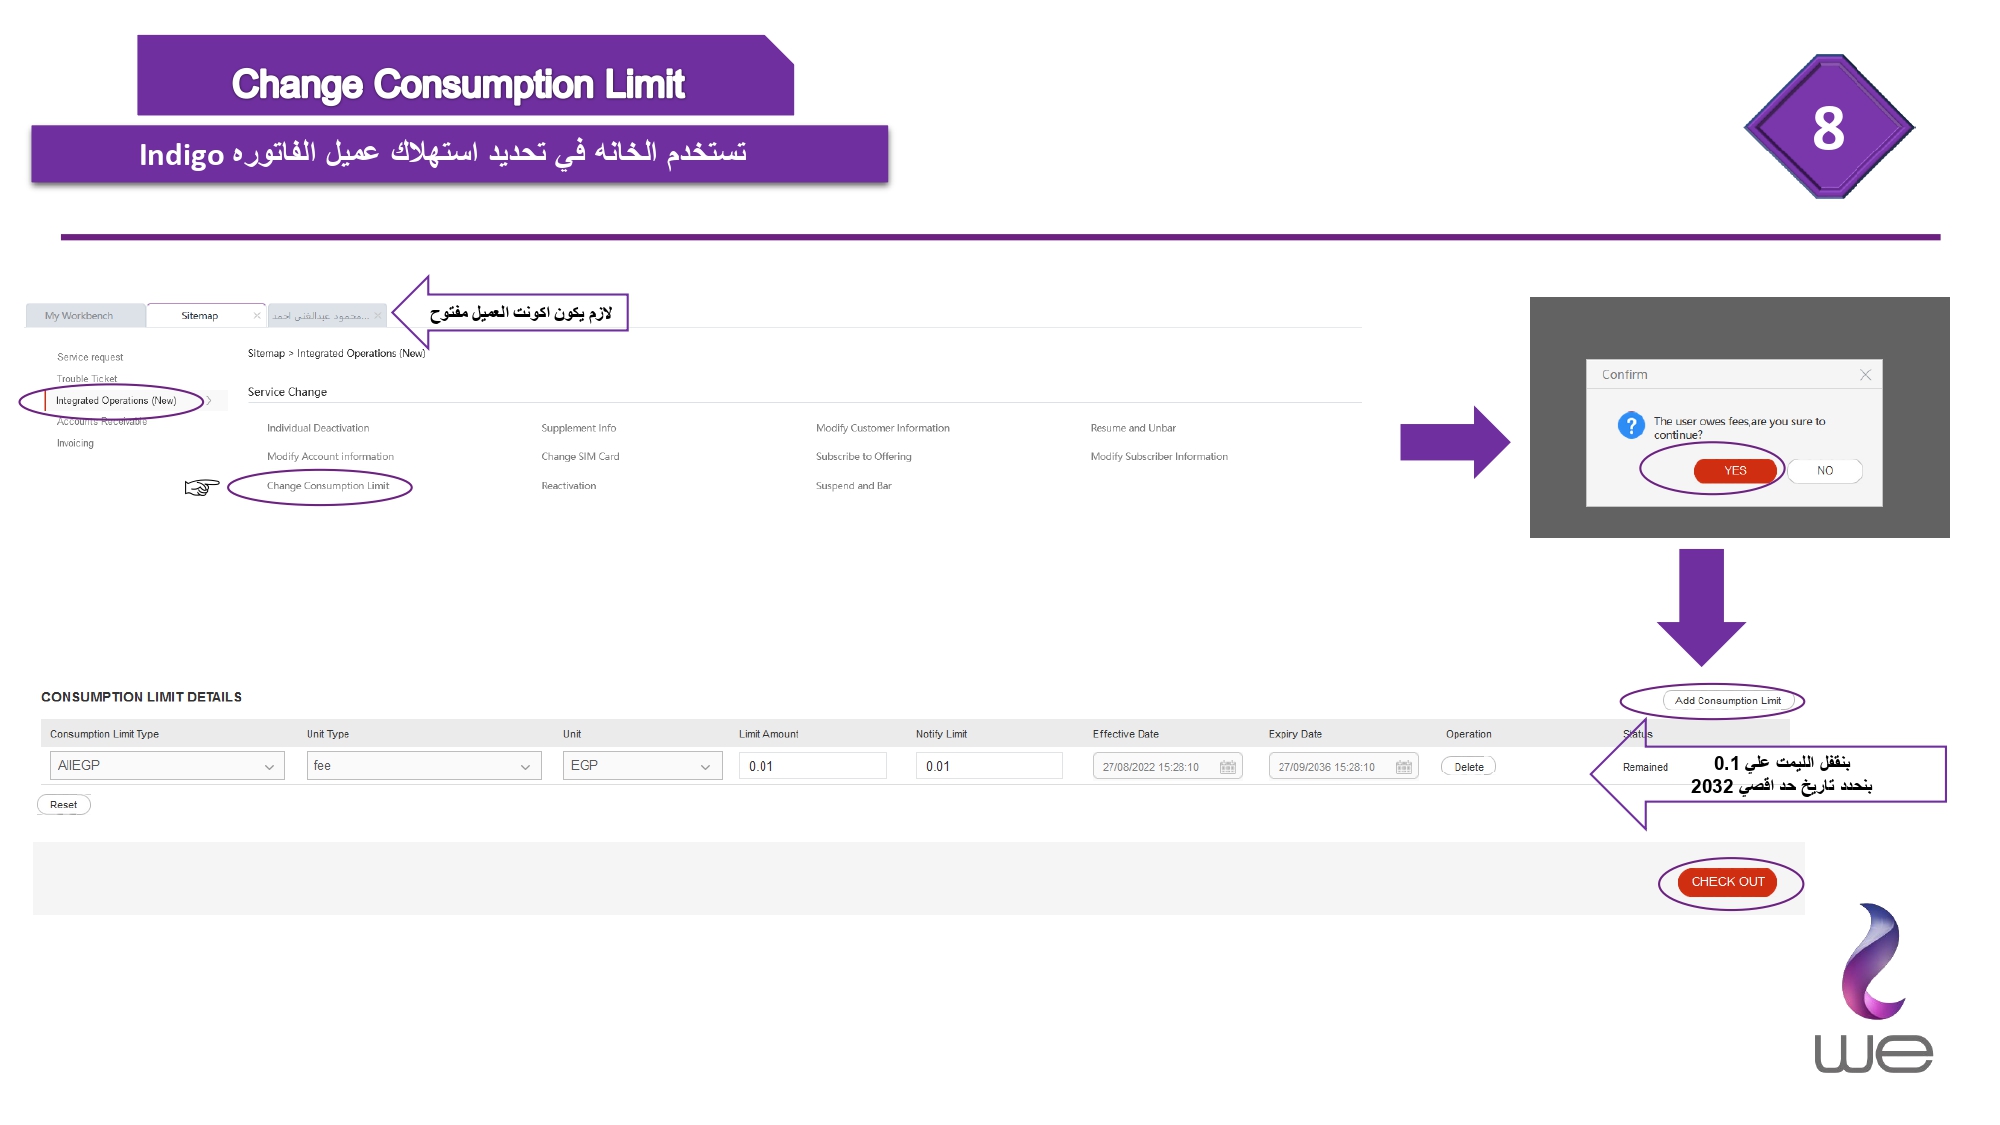 Change Consumption Limit
تستخدم الخانه في تحديد استهلاك عميل الفاتوره Indigo
8
My Workbench
Sitemap
محمود عبدالغني احمد...
لازم يكون اكونت العميل مفتوح
Service request
Trouble Ticket
Integrated Operations (New)
Accounts Receivable
Invoicing
Sitemap > Integrated Operations (New)
Service Change
Individual Deactivation Supplement Info Modify Customer Information Resume and Unbar
Modify Account information Change SIM Card Subscribe to Offering Modify Subscriber Information
Change Consumption Limit Reactivation Suspend and Bar
Confirm
The user owes fees,are you sure to
continue?
YES NO
CONSUMPTION LIMIT DETAILS
Add Consumption Limit
Consumption Limit Type Unit Type Unit Limit Amount Notify Limit Effective Date Expiry Date Operation Status
AllEGP fee EGP 0.01 0.01 27/08/2022 15:28:10 27/09/2036 15:28:10 Delete Remained
بنقفل الليمت علي 0.1
بنحدد تاريخ حد اقصي 2032
Reset
CHECK OUT
we